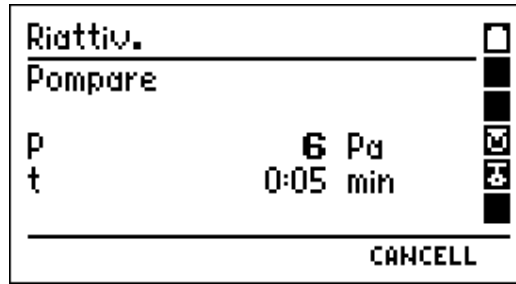 Riattiv.
Pompare
p 6 Pa
t 0:05 min
CANCELL